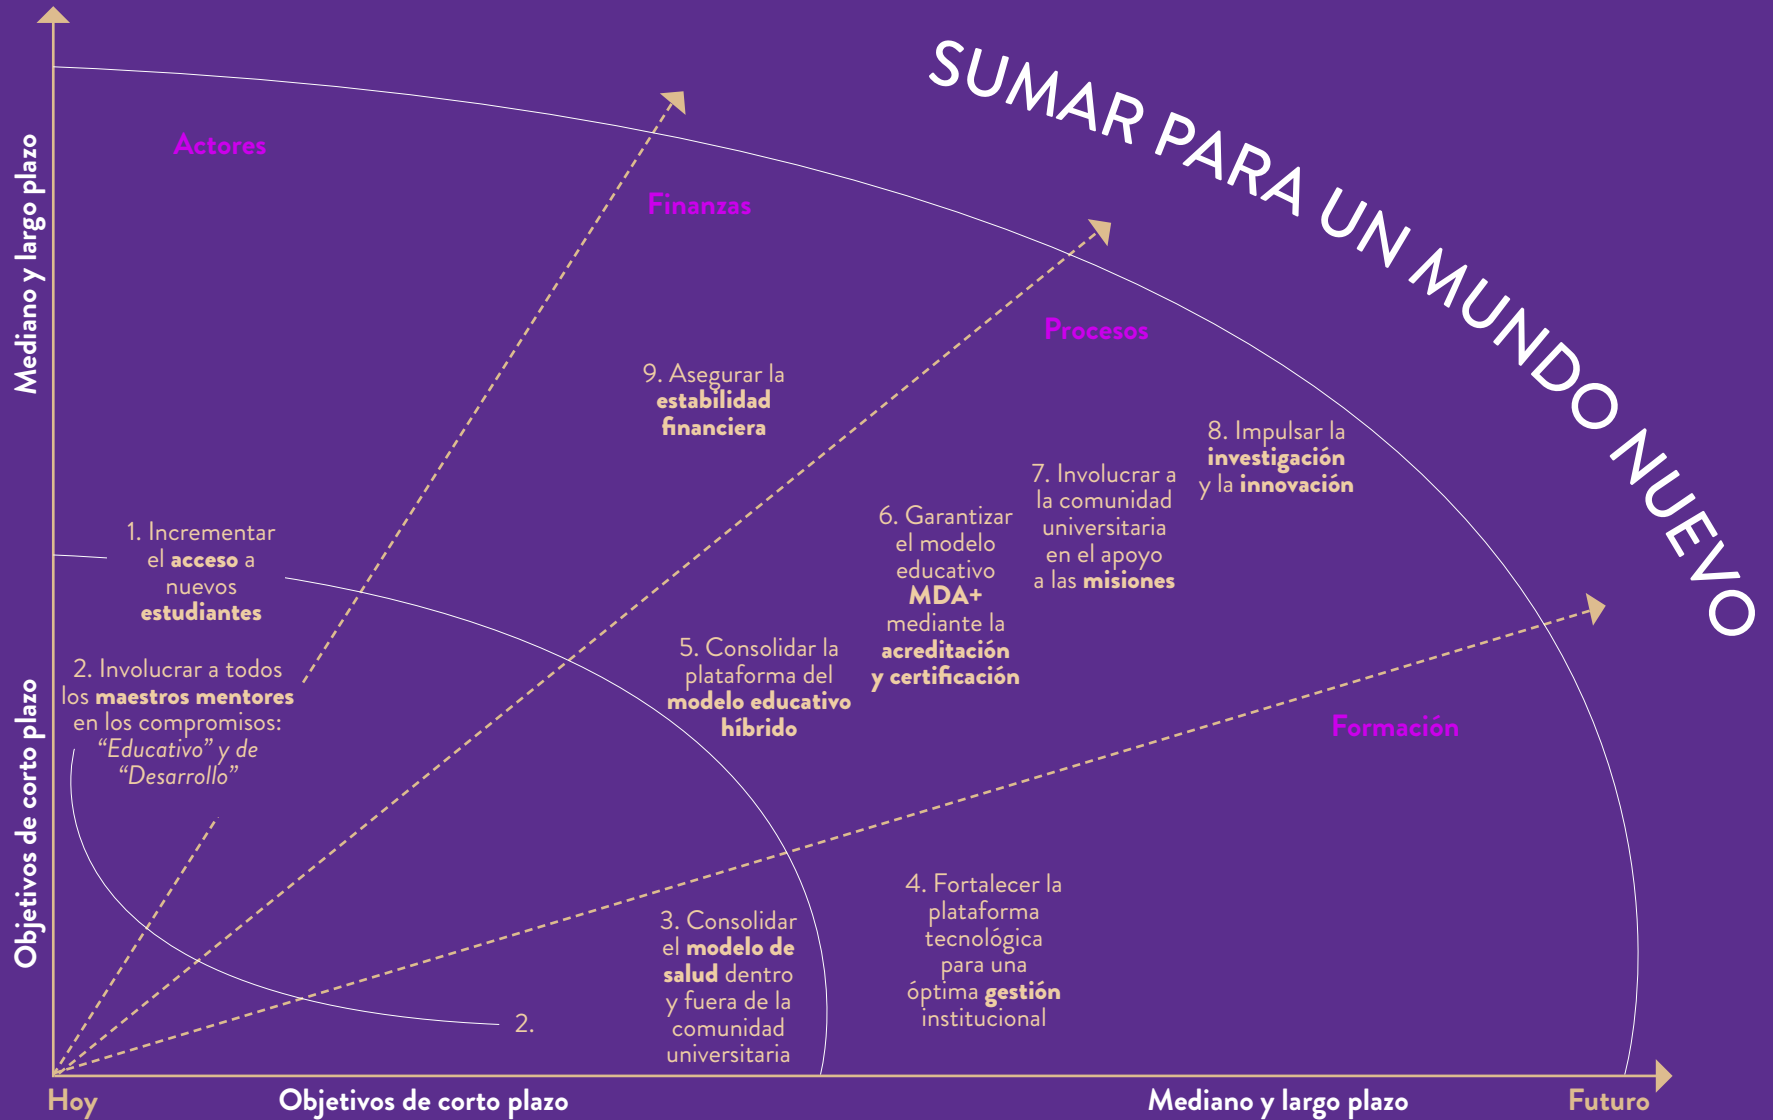 SUMAR PARA UN MUNDO NUEVO
Mediano y largo plazo
Objetivos de corto plazo
Actores
Finanzas
Procesos
Formación
1. Incrementar
el acceso a
nuevos
estudiantes
2. Involucrar a todos
los maestros mentores
en los compromisos:
“Educativo” y de
“Desarrollo”
2.
3. Consolidar
el modelo de
salud dentro
y fuera de la
comunidad
universitaria
4. Fortalecer la
plataforma
tecnológica
para una
óptima gestión
institucional
5. Consolidar la
plataforma del
modelo educativo
híbrido
6. Garantizar
el modelo
educativo
MDA+
mediante la
acreditación
y certificación
7. Involucrar a
la comunidad
universitaria
en el apoyo
a las misiones
8. Impulsar la
investigación
y la innovación
9. Asegurar la
estabilidad
financiera
Hoy
Objetivos de corto plazo
Mediano y largo plazo
Futuro